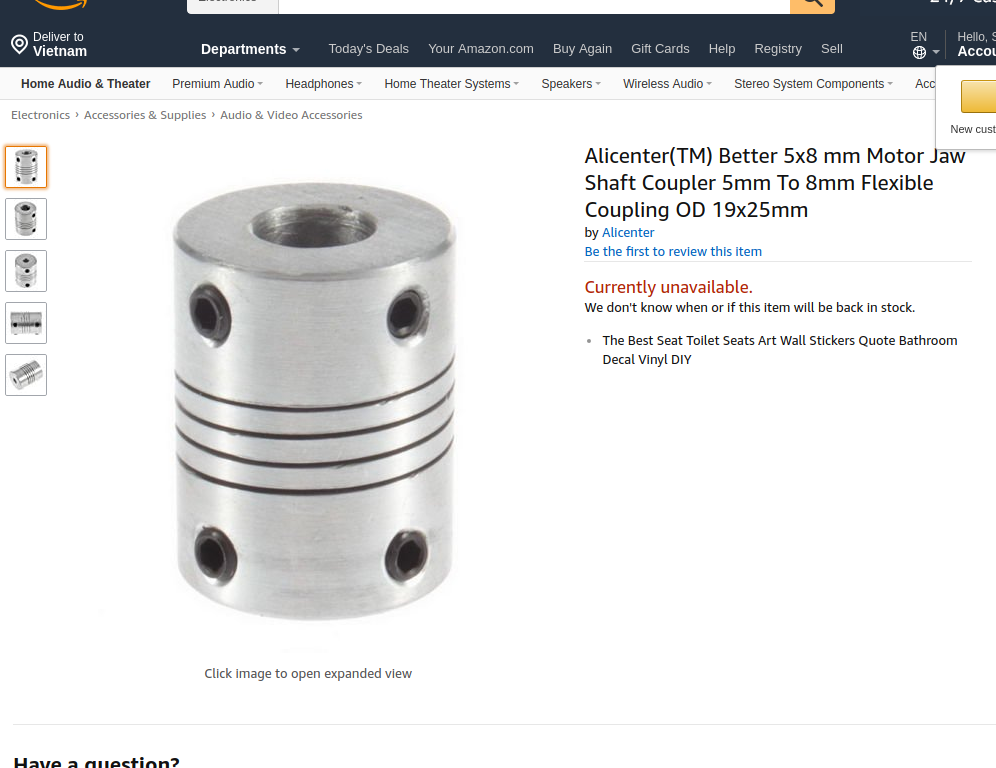 Deliver to
Vietnam
Departments
Today's Deals
Your Amazon.com
Buy Again
Gift Cards
Help
Registry
Sell
EN
Hello,
Home Audio & Theater
Premium Audio
Headphones
Home Theater Systems
Speakers
Wireless Audio
Stereo System Components
New
Electronics › Accessories & Supplies › Audio & Video Accessories
Alicenter(TM) Better 5x8 mm Motor Jaw
Shaft Coupler 5mm To 8mm Flexible
Coupling OD 19x25mm
by Alicenter
Be the first to review this item
Currently unavailable.
We don't know when or if this item will be back in stock.
• The Best Seat Toilet Seats Art Wall Stickers Quote Bathroom
Decal Vinyl DIY
Click image to open expanded view
Have a question?